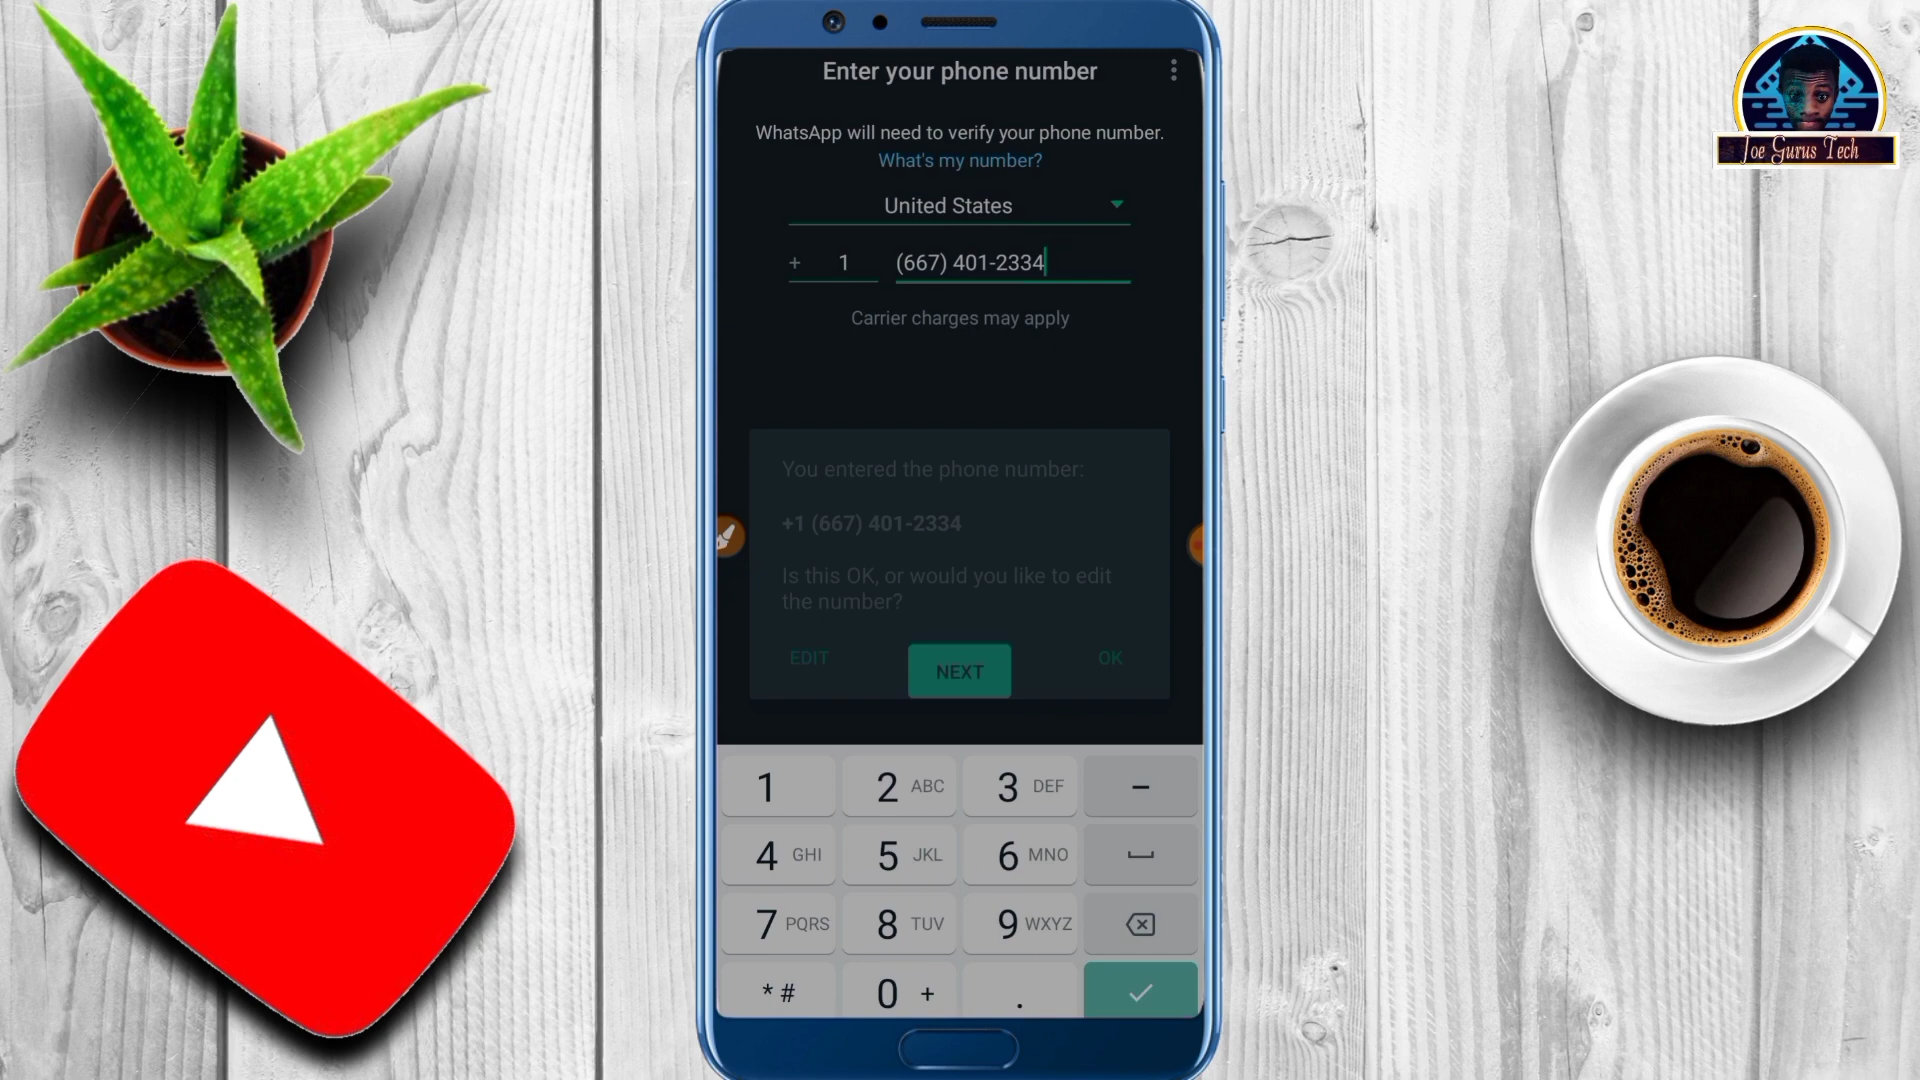 Enter your phone number
Joe Gurus Tech
WhatsApp will need to verify your phone number.
What's my number?
United States
+ 1 (667) 401-2334
Carrier charges may apply
You entered the phone number:
+1 (667) 401-2334
Is this OK, or would you like to edit
the number?
EDIT NEXT OK
1 2 ABC 3 DEF –
4 GHI 5 JKL 6 MNO
7 PQRS 8 TUV 9 WXYZ
* # 0 + .